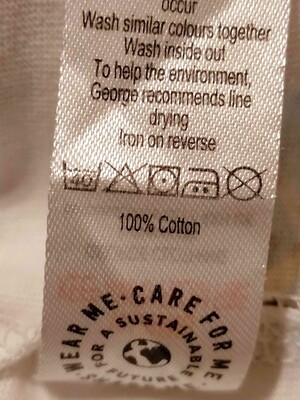 occur
Wash similar colours together
Wash inside out
To help the environment,
George recommends line
drying
Iron on reverse
40
100% Cotton
WEAR ME · CARE FOR ME
FOR A SUSTAINABLE
FUTURE